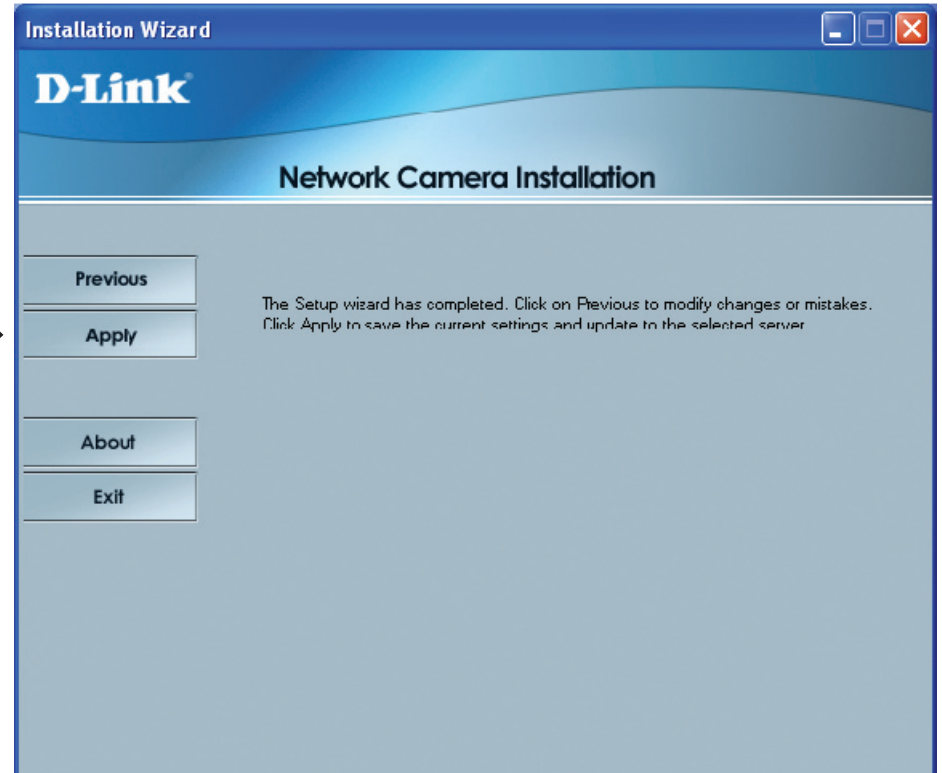 Installation Wizard
D-Link
Network Camera Installation
Previous
Apply
The Setup wizard has completed. Click on Previous to modify changes or mistakes.
Click Apply to save the current settings and update to the selected server
About
Exit